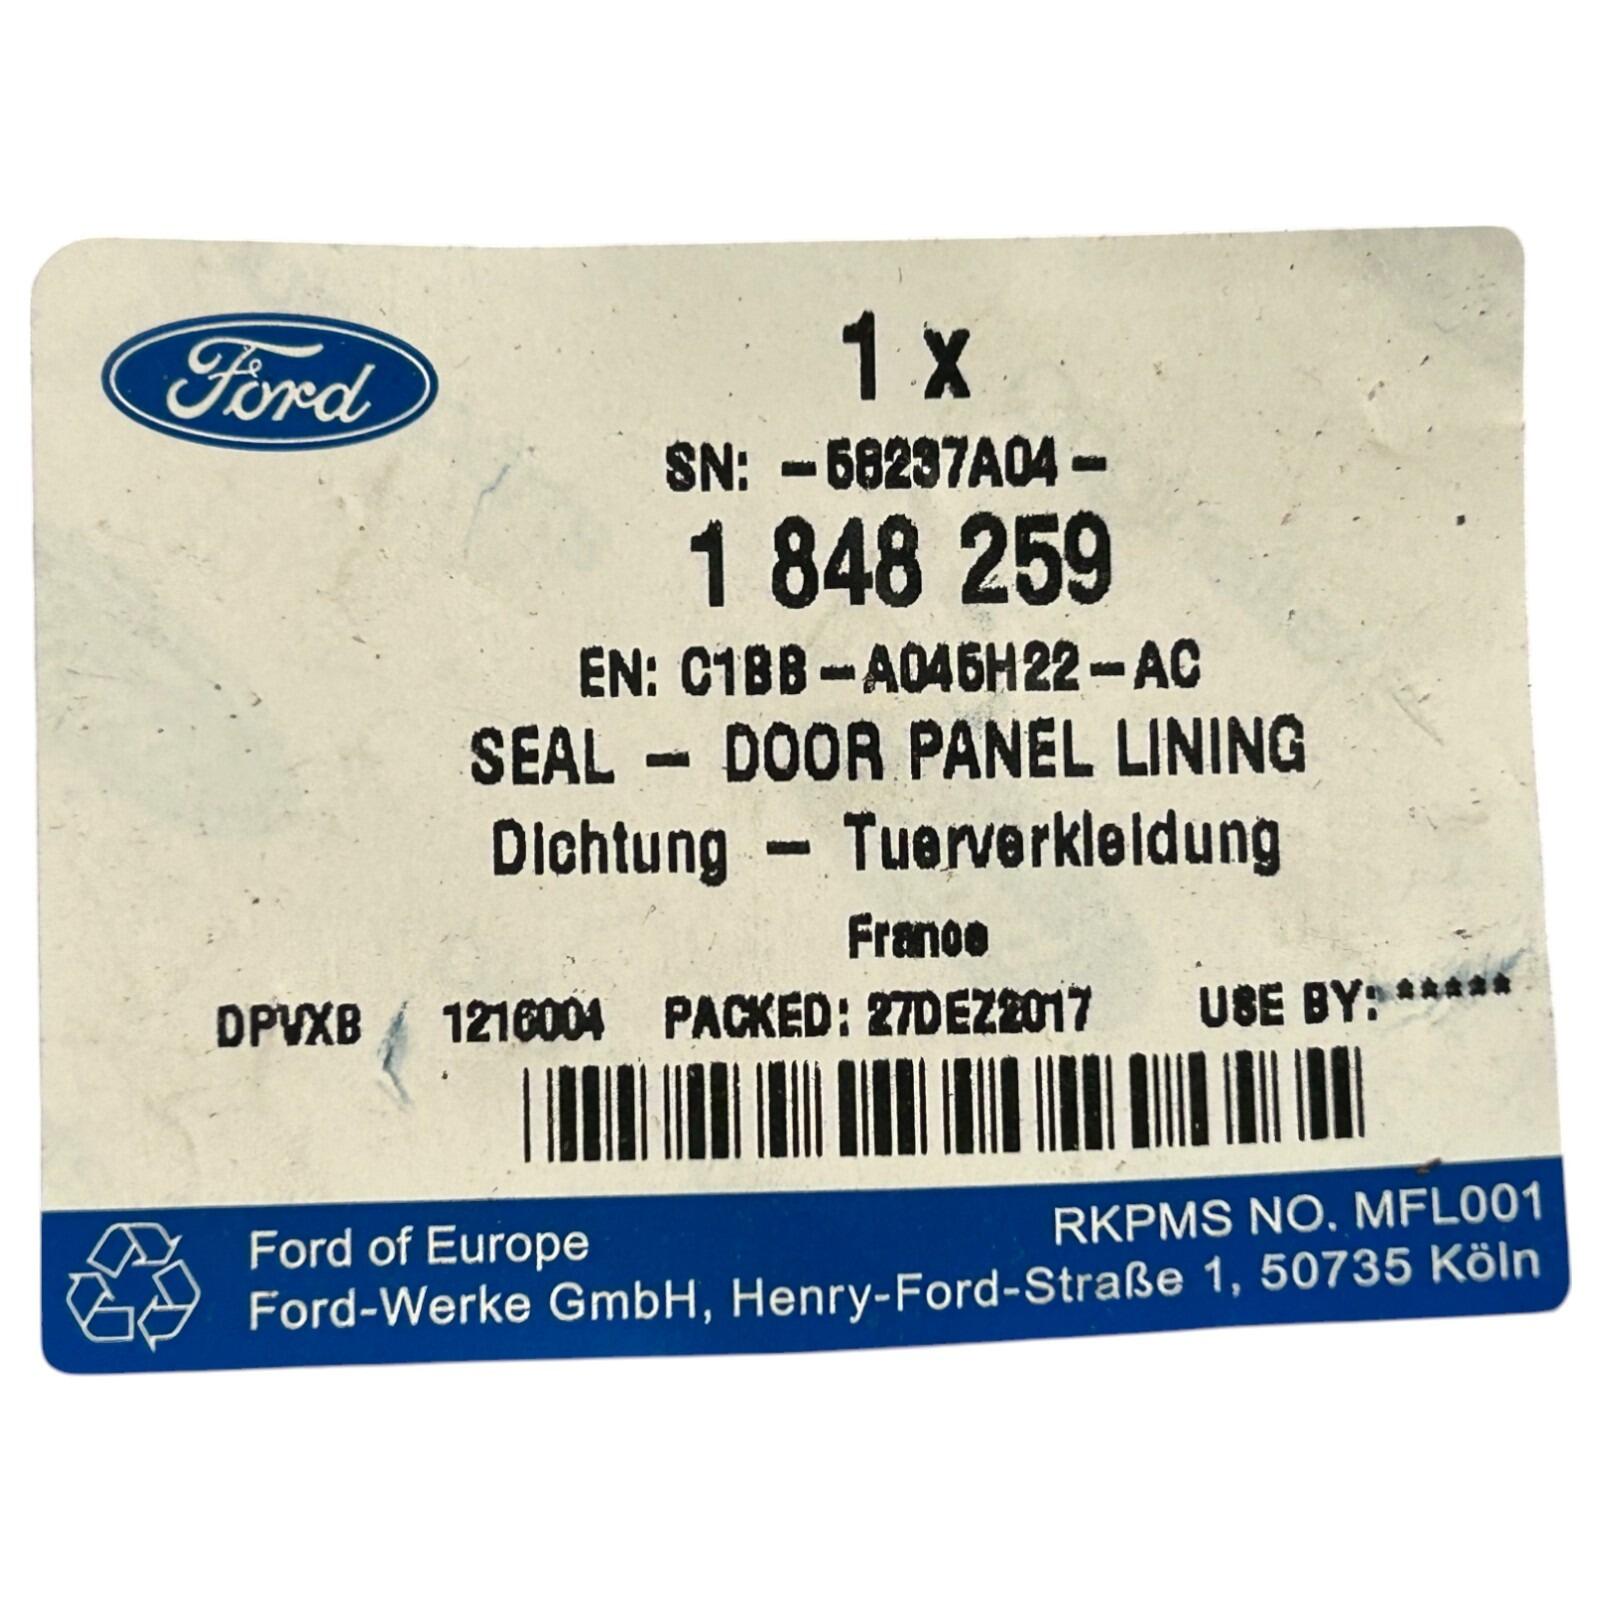 Ford
1 x
SN: -58237A04-
1 848 259
EN: C1BB-A045H22-AC
SEAL - DOOR PANEL LINING
Dichtung - Tuerverkleidung
France
DPVXB 1216004 PACKED: 27DEZ2017 USE BY: *****
RKPMS NO. MFL001
Ford of Europe
Ford-Werke GmbH, Henry-Ford-Straße 1, 50735 Köln